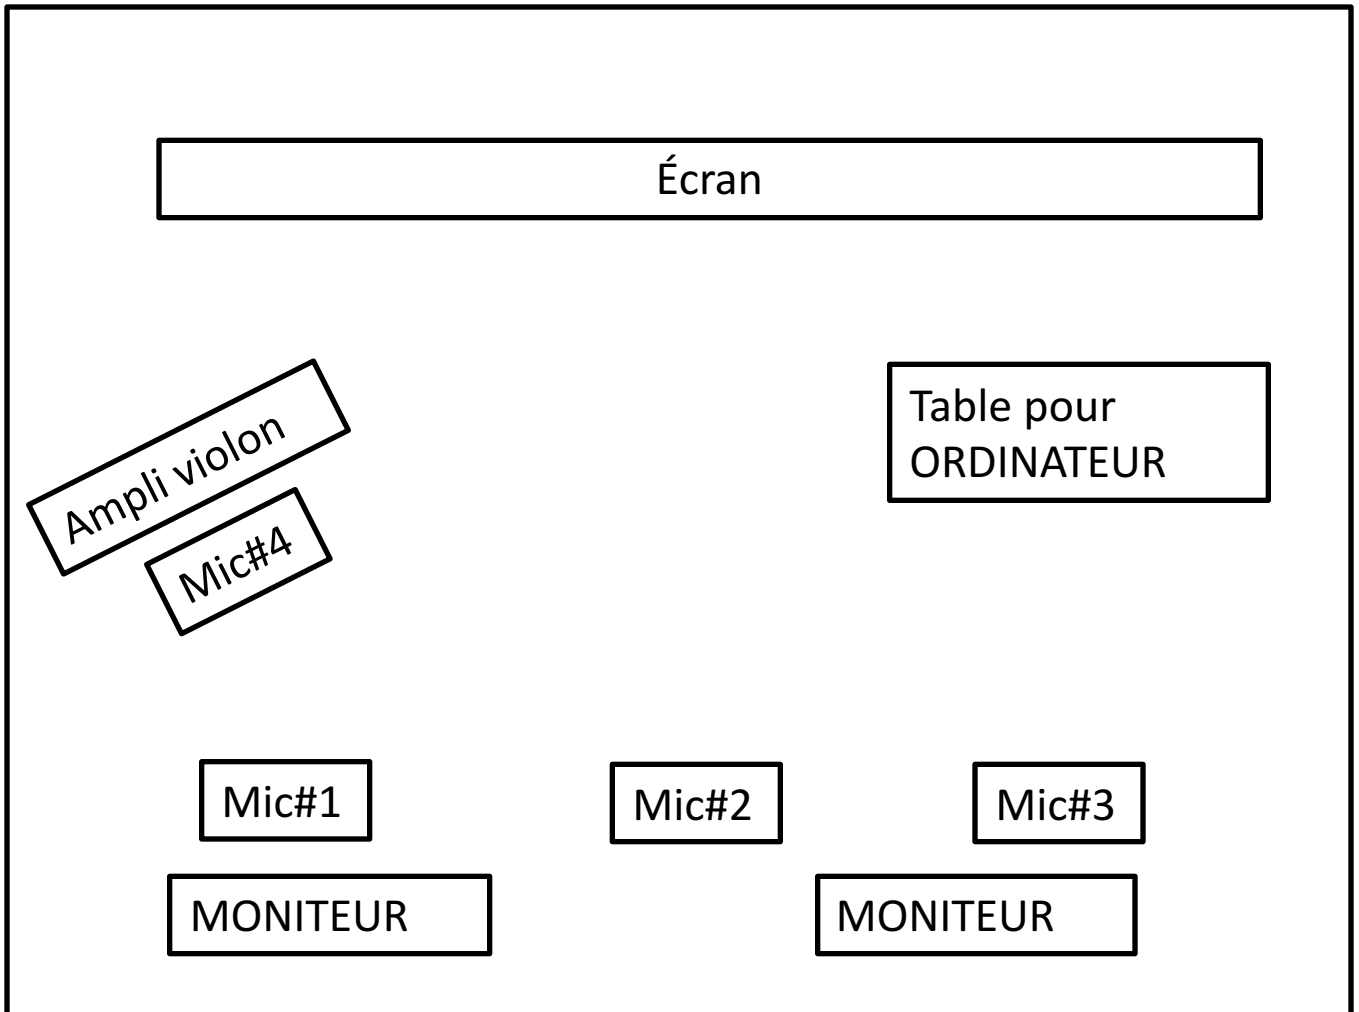 Écran
Table pour
ORDINATEUR
Ampli violon
Mic#4
Mic#1
Mic#2
Mic#3
MONITEUR
MONITEUR